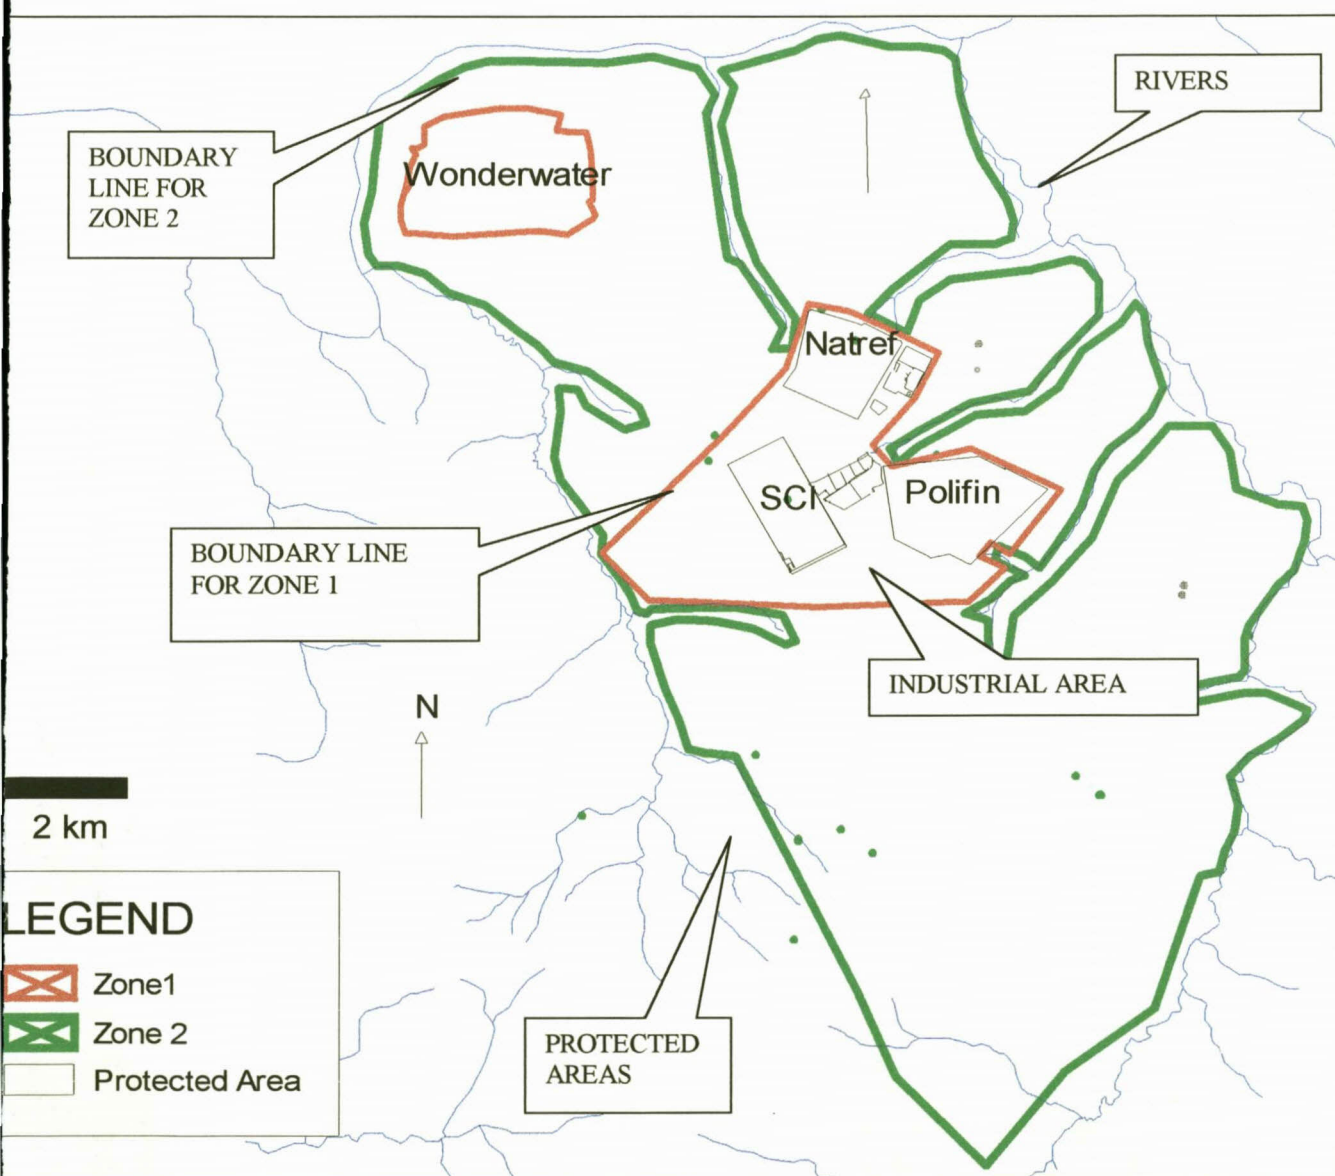 RIVERS
BOUNDARY
LINE FOR
ZONE 2
Wonderwater
Natref
SCI
Polifin
BOUNDARY LINE
FOR ZONE 1
INDUSTRIAL AREA
N
2 km
LEGEND
Zone1
Zone 2
Protected Area
PROTECTED
AREAS